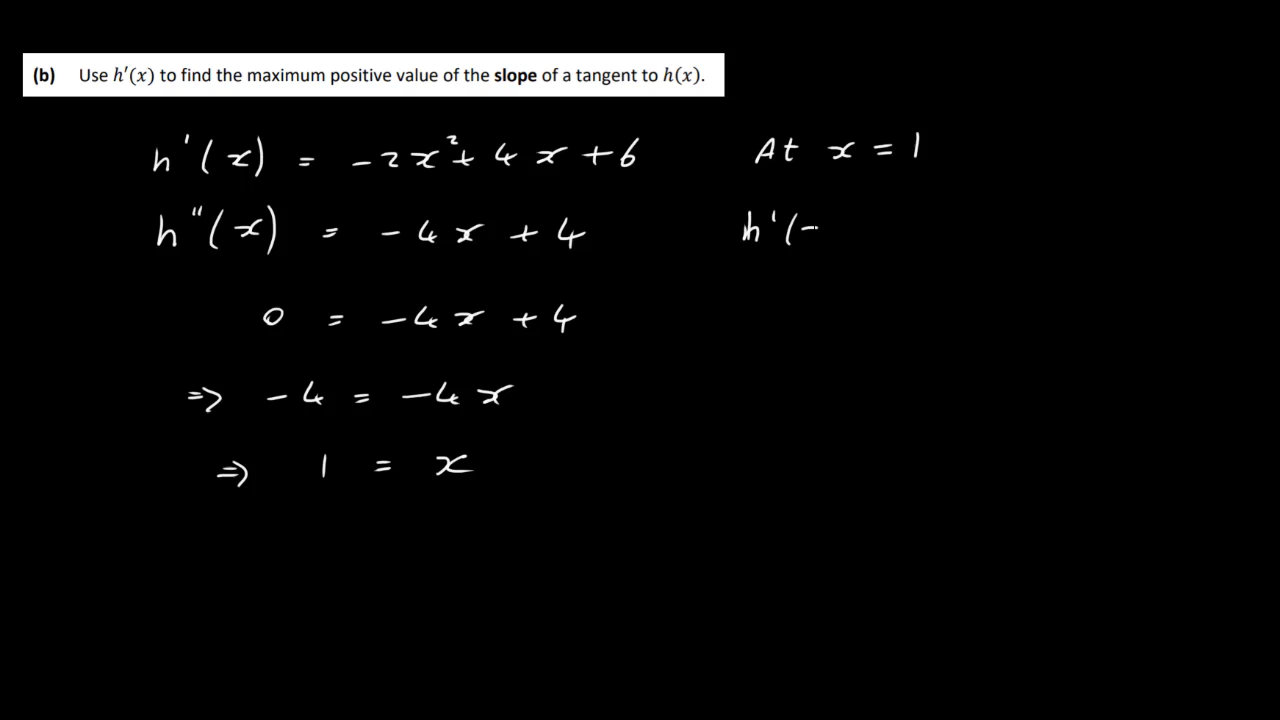 (b) Use h′(x) to find the maximum positive value of the slope of a tangent to h(x).
h'(x) = -2x²+ 4x +6
h"(x) = -4x + 4
0 = -4x + 4
=> -4 = -4x
=> 1 = x
At x = 1
h'(-